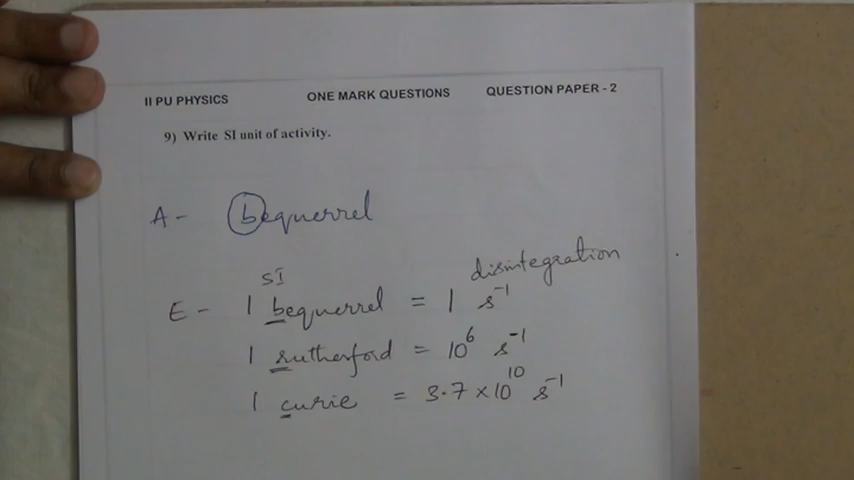 II PU PHYSICS ONE MARK QUESTIONS QUESTION PAPER - 2
9) Write SI unit of activity.
A - bequerrel
SI disintegration
E - 1 bequerrel = 1 s⁻¹
1 rutherford = 10⁶ s⁻¹
1 curie = 3.7 × 10¹⁰ s⁻¹